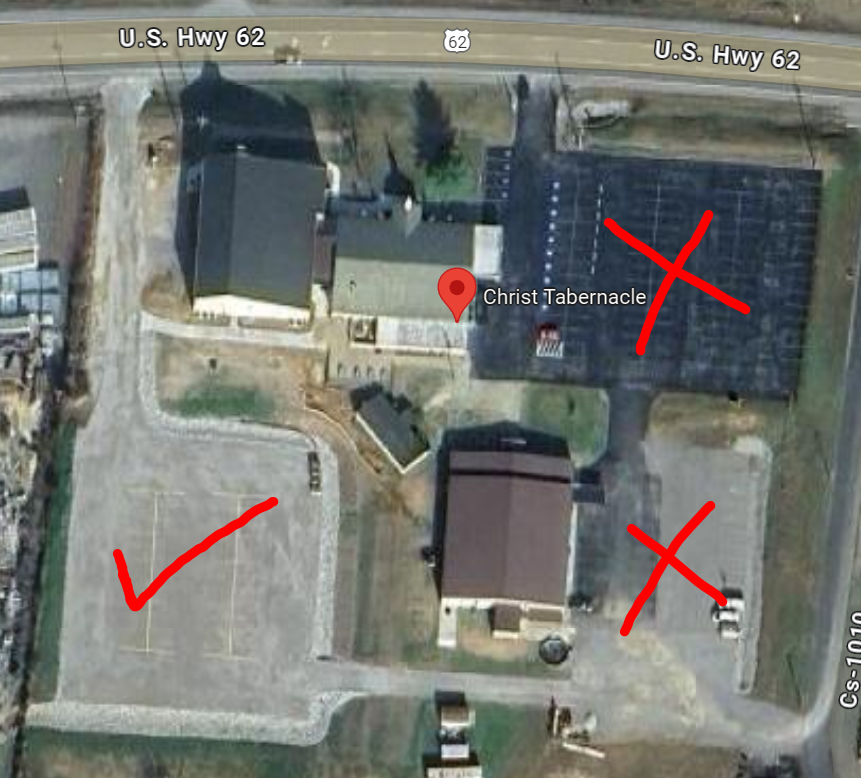 U.S. Hwy 62
62
U.S. Hwy 62
Christ Tabernacle
Cs-1010